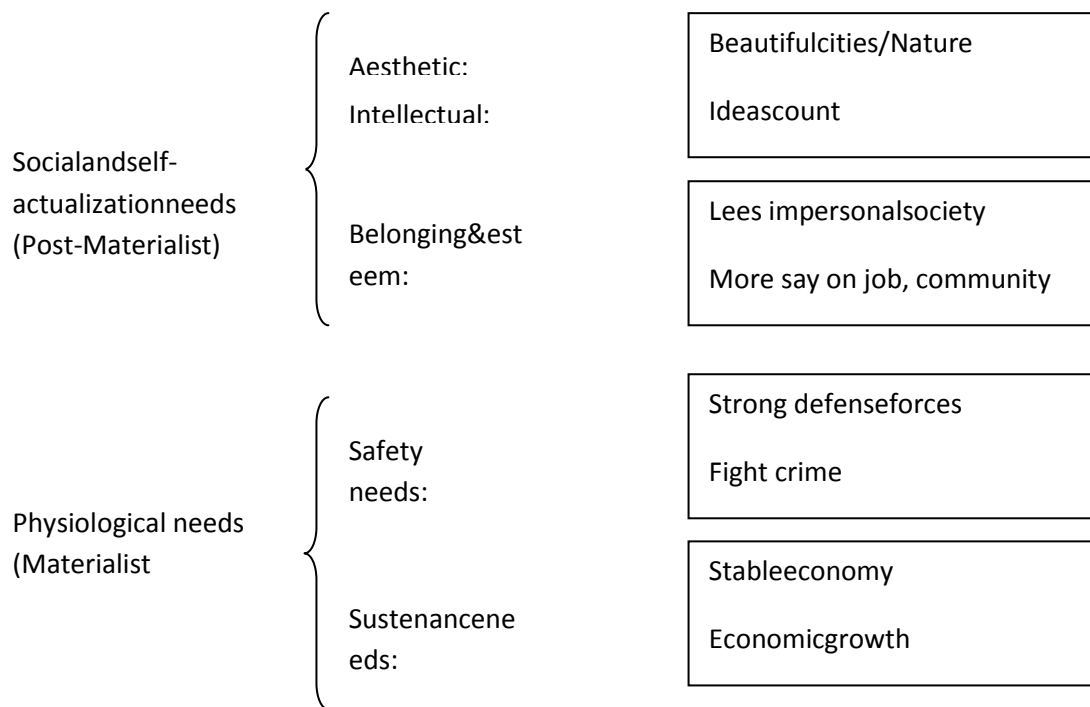 Aesthetic:
Intellectual:
Beautifulcities/Nature
Ideascount
Socialandself-
actualizationneeds
(Post-Materialist)
Belonging&est
eem:
Lees impersonalsociety
More say on job, community
Physiological needs
(Materialist
Safety
needs:
Strong defenseforces
Fight crime
Sustenancene
eds:
Stableeconomy
Economicgrowth